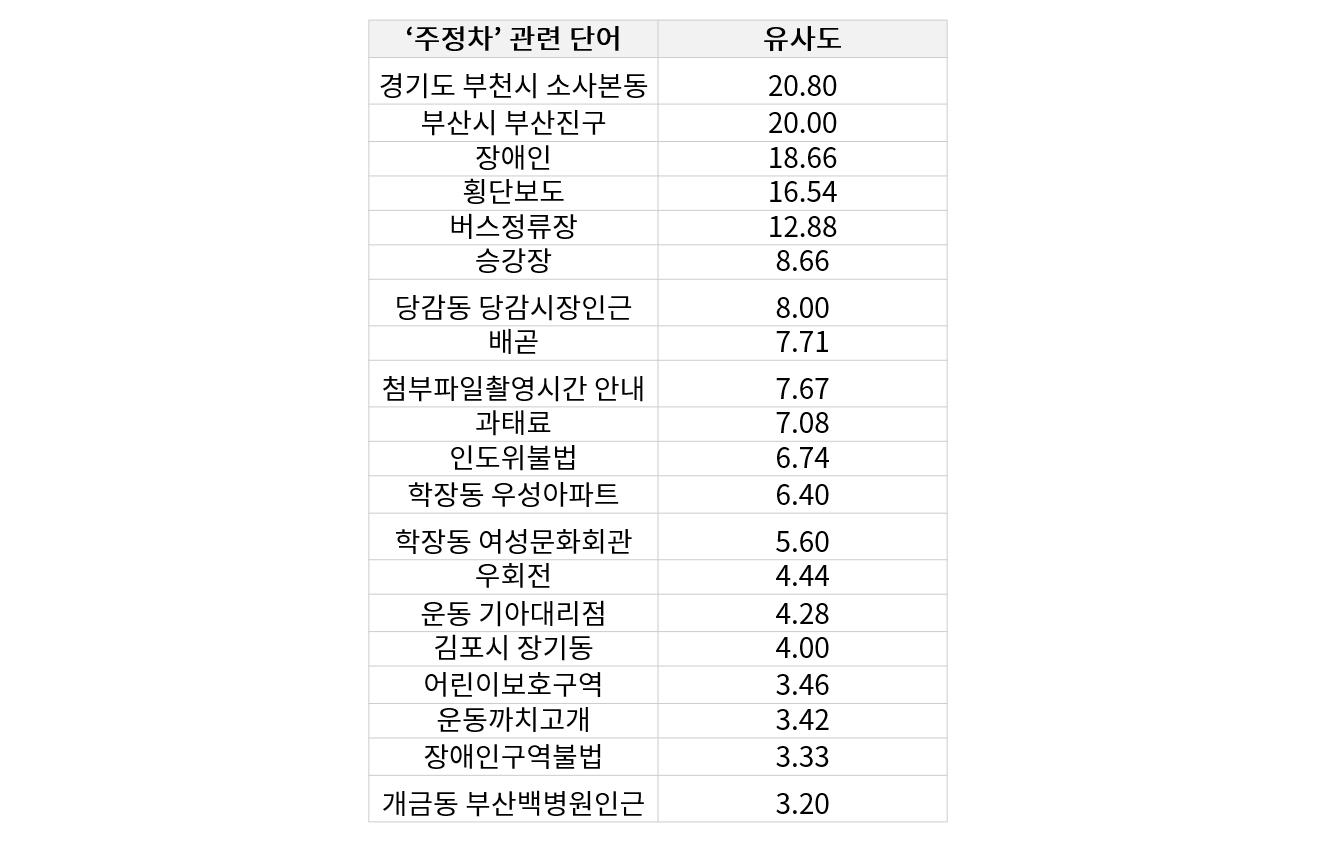 ‘주정차’ 관련 단어 유사도
경기도 부천시 소사본동 20.80
부산시 부산진구 20.00
장애인 18.66
횡단보도 16.54
버스정류장 12.88
승강장 8.66
당감동 당감시장인근 8.00
배곧 7.71
첨부파일촬영시간 안내 7.67
과태료 7.08
인도위불법 6.74
학장동 우성아파트 6.40
학장동 여성문화회관 5.60
우회전 4.44
운동 기아대리점 4.28
김포시 장기동 4.00
어린이보호구역 3.46
운동까치고개 3.42
장애인구역불법 3.33
개금동 부산백병원인근 3.20